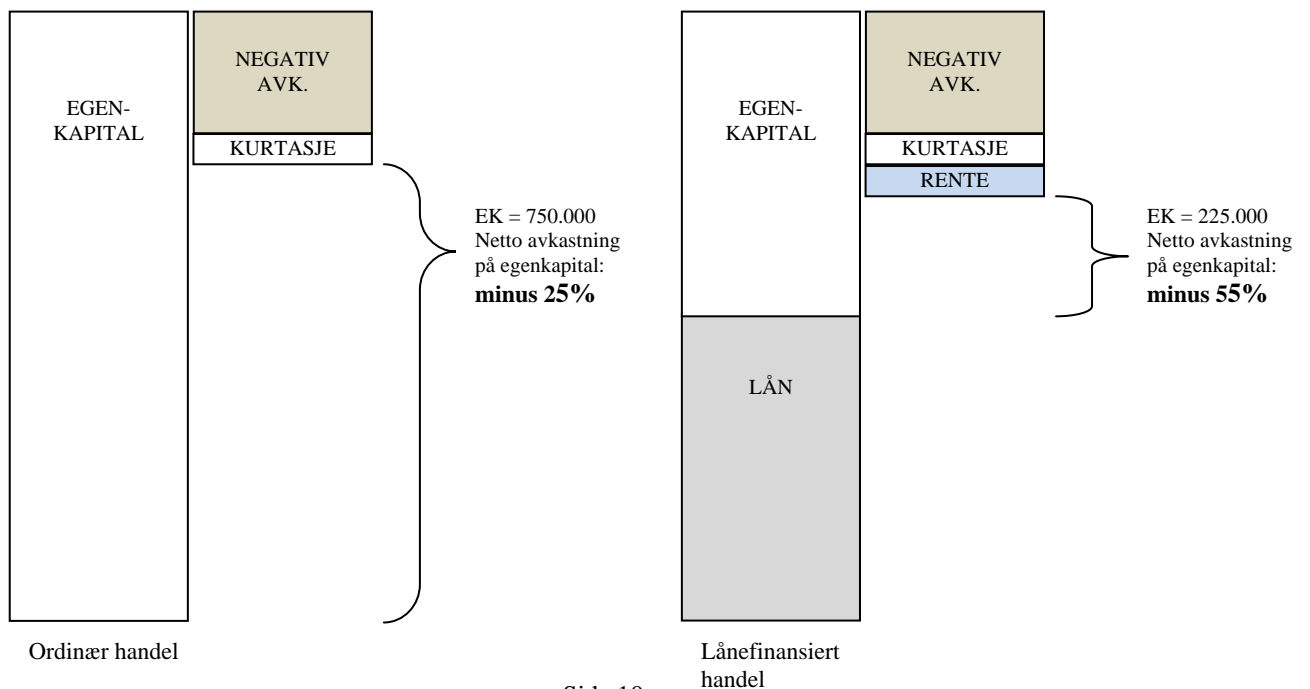 EGEN-
KAPITAL
NEGATIV
AVK.
KURTASJE
EK = 750.000
Netto avkastning
på egenkapital:
minus 25%
Ordinær handel
EGEN-
KAPITAL
LÅN
NEGATIV
AVK.
KURTASJE
RENTE
EK = 225.000
Netto avkastning
på egenkapital:
minus 55%
Lånefinansiert
handel